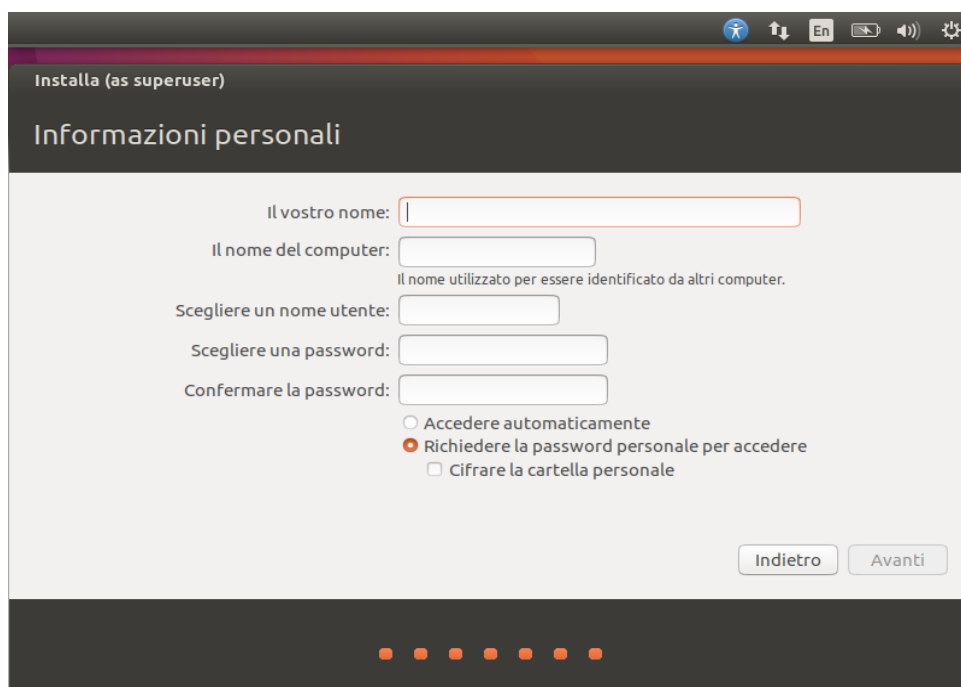 En
Installa (as superuser)
Informazioni personali
Il vostro nome:
Il nome del computer:
Il nome utilizzato per essere identificato da altri computer.
Scegliere un nome utente:
Scegliere una password:
Confermare la password:
Accedere automaticamente
Richiedere la password personale per accedere
Cifrare la cartella personale
Indietro Avanti